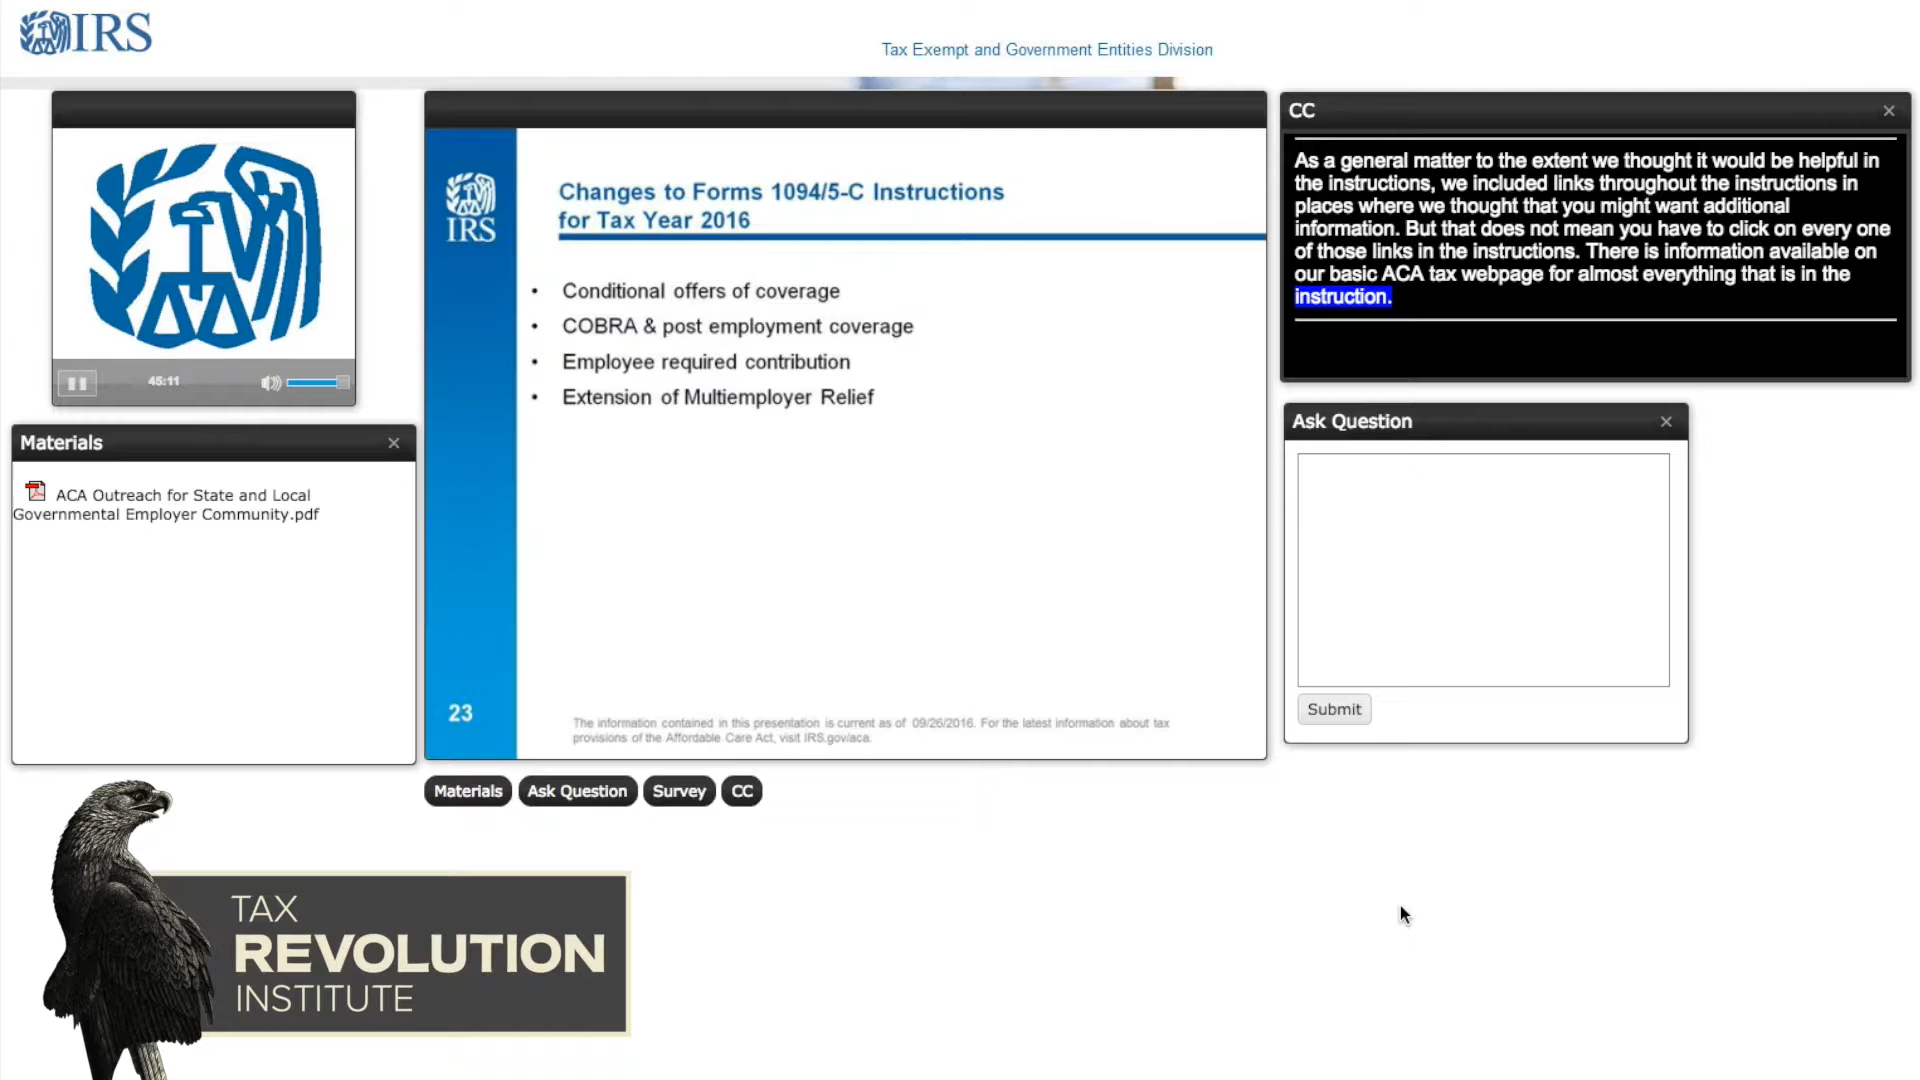 IRS
Tax Exempt and Government Entities Division
45:11
Materials
ACA Outreach for State and Local
Governmental Employer Community.pdf
IRS
Changes to Forms 1094/5-C Instructions
for Tax Year 2016
• Conditional offers of coverage
• COBRA & post employment coverage
• Employee required contribution
• Extension of Multiemployer Relief
23
The information contained in this presentation is current as of 09/26/2016. For the latest information about tax
provisions of the Affordable Care Act, visit IRS.gov/aca.
Materials Ask Question Survey CC
CC
As a general matter to the extent we thought it would be helpful in
the instructions, we included links throughout the instructions in
places where we thought that you might want additional
information. But that does not mean you have to click on every one
of those links in the instructions. There is information available on
our basic ACA tax webpage for almost everything that is in the
instruction.
Ask Question
Submit
TAX
REVOLUTION
INSTITUTE